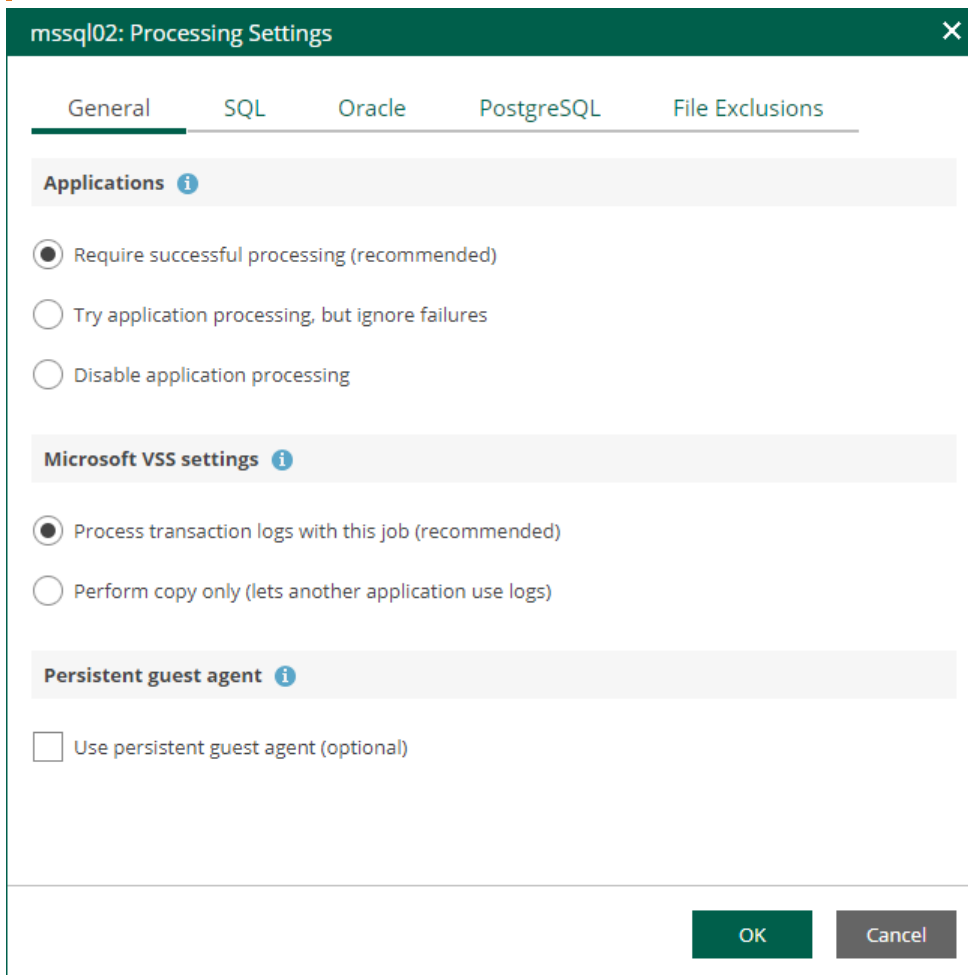 mssql02: Processing Settings
General SQL Oracle PostgreSQL File Exclusions
Applications
Require successful processing (recommended)
Try application processing, but ignore failures
Disable application processing
Microsoft VSS settings
Process transaction logs with this job (recommended)
Perform copy only (lets another application use logs)
Persistent guest agent
Use persistent guest agent (optional)
OK Cancel